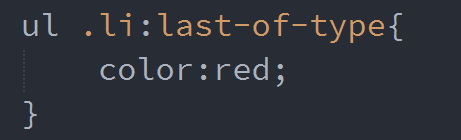 ul .li:last-of-type{
    color:red;
}